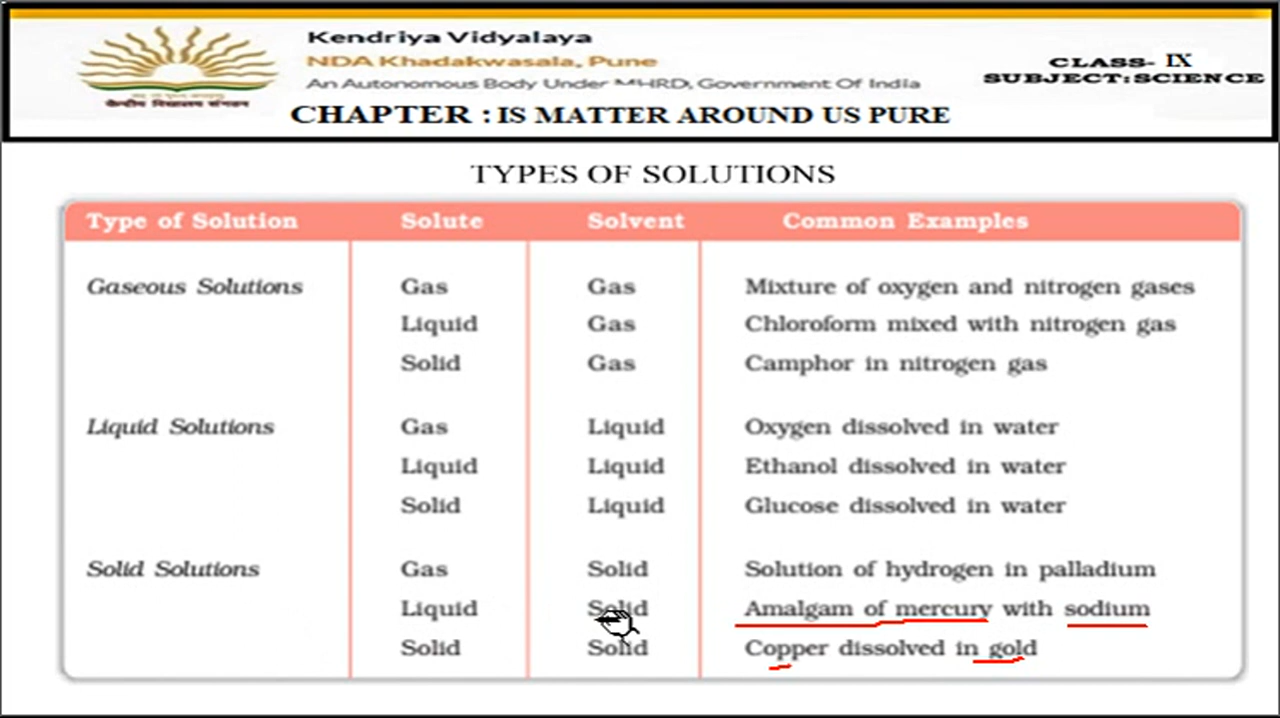 Kendriya Vidyalaya
NDA Khadakwasala, Pune
An Autonomous Body Under MHRD, Government Of India
केन्द्रीय विद्यालय संगठन
CLASS- IX
SUBJECT:SCIENCE
CHAPTER : IS MATTER AROUND US PURE
TYPES OF SOLUTIONS
Type of Solution Solute Solvent Common Examples
Gaseous Solutions Gas Gas Mixture of oxygen and nitrogen gases
Liquid Gas Chloroform mixed with nitrogen gas
Solid Gas Camphor in nitrogen gas
Liquid Solutions Gas Liquid Oxygen dissolved in water
Liquid Liquid Ethanol dissolved in water
Solid Liquid Glucose dissolved in water
Solid Solutions Gas Solid Solution of hydrogen in palladium
Liquid Solid Amalgam of mercury with sodium
Solid Solid Copper dissolved in gold